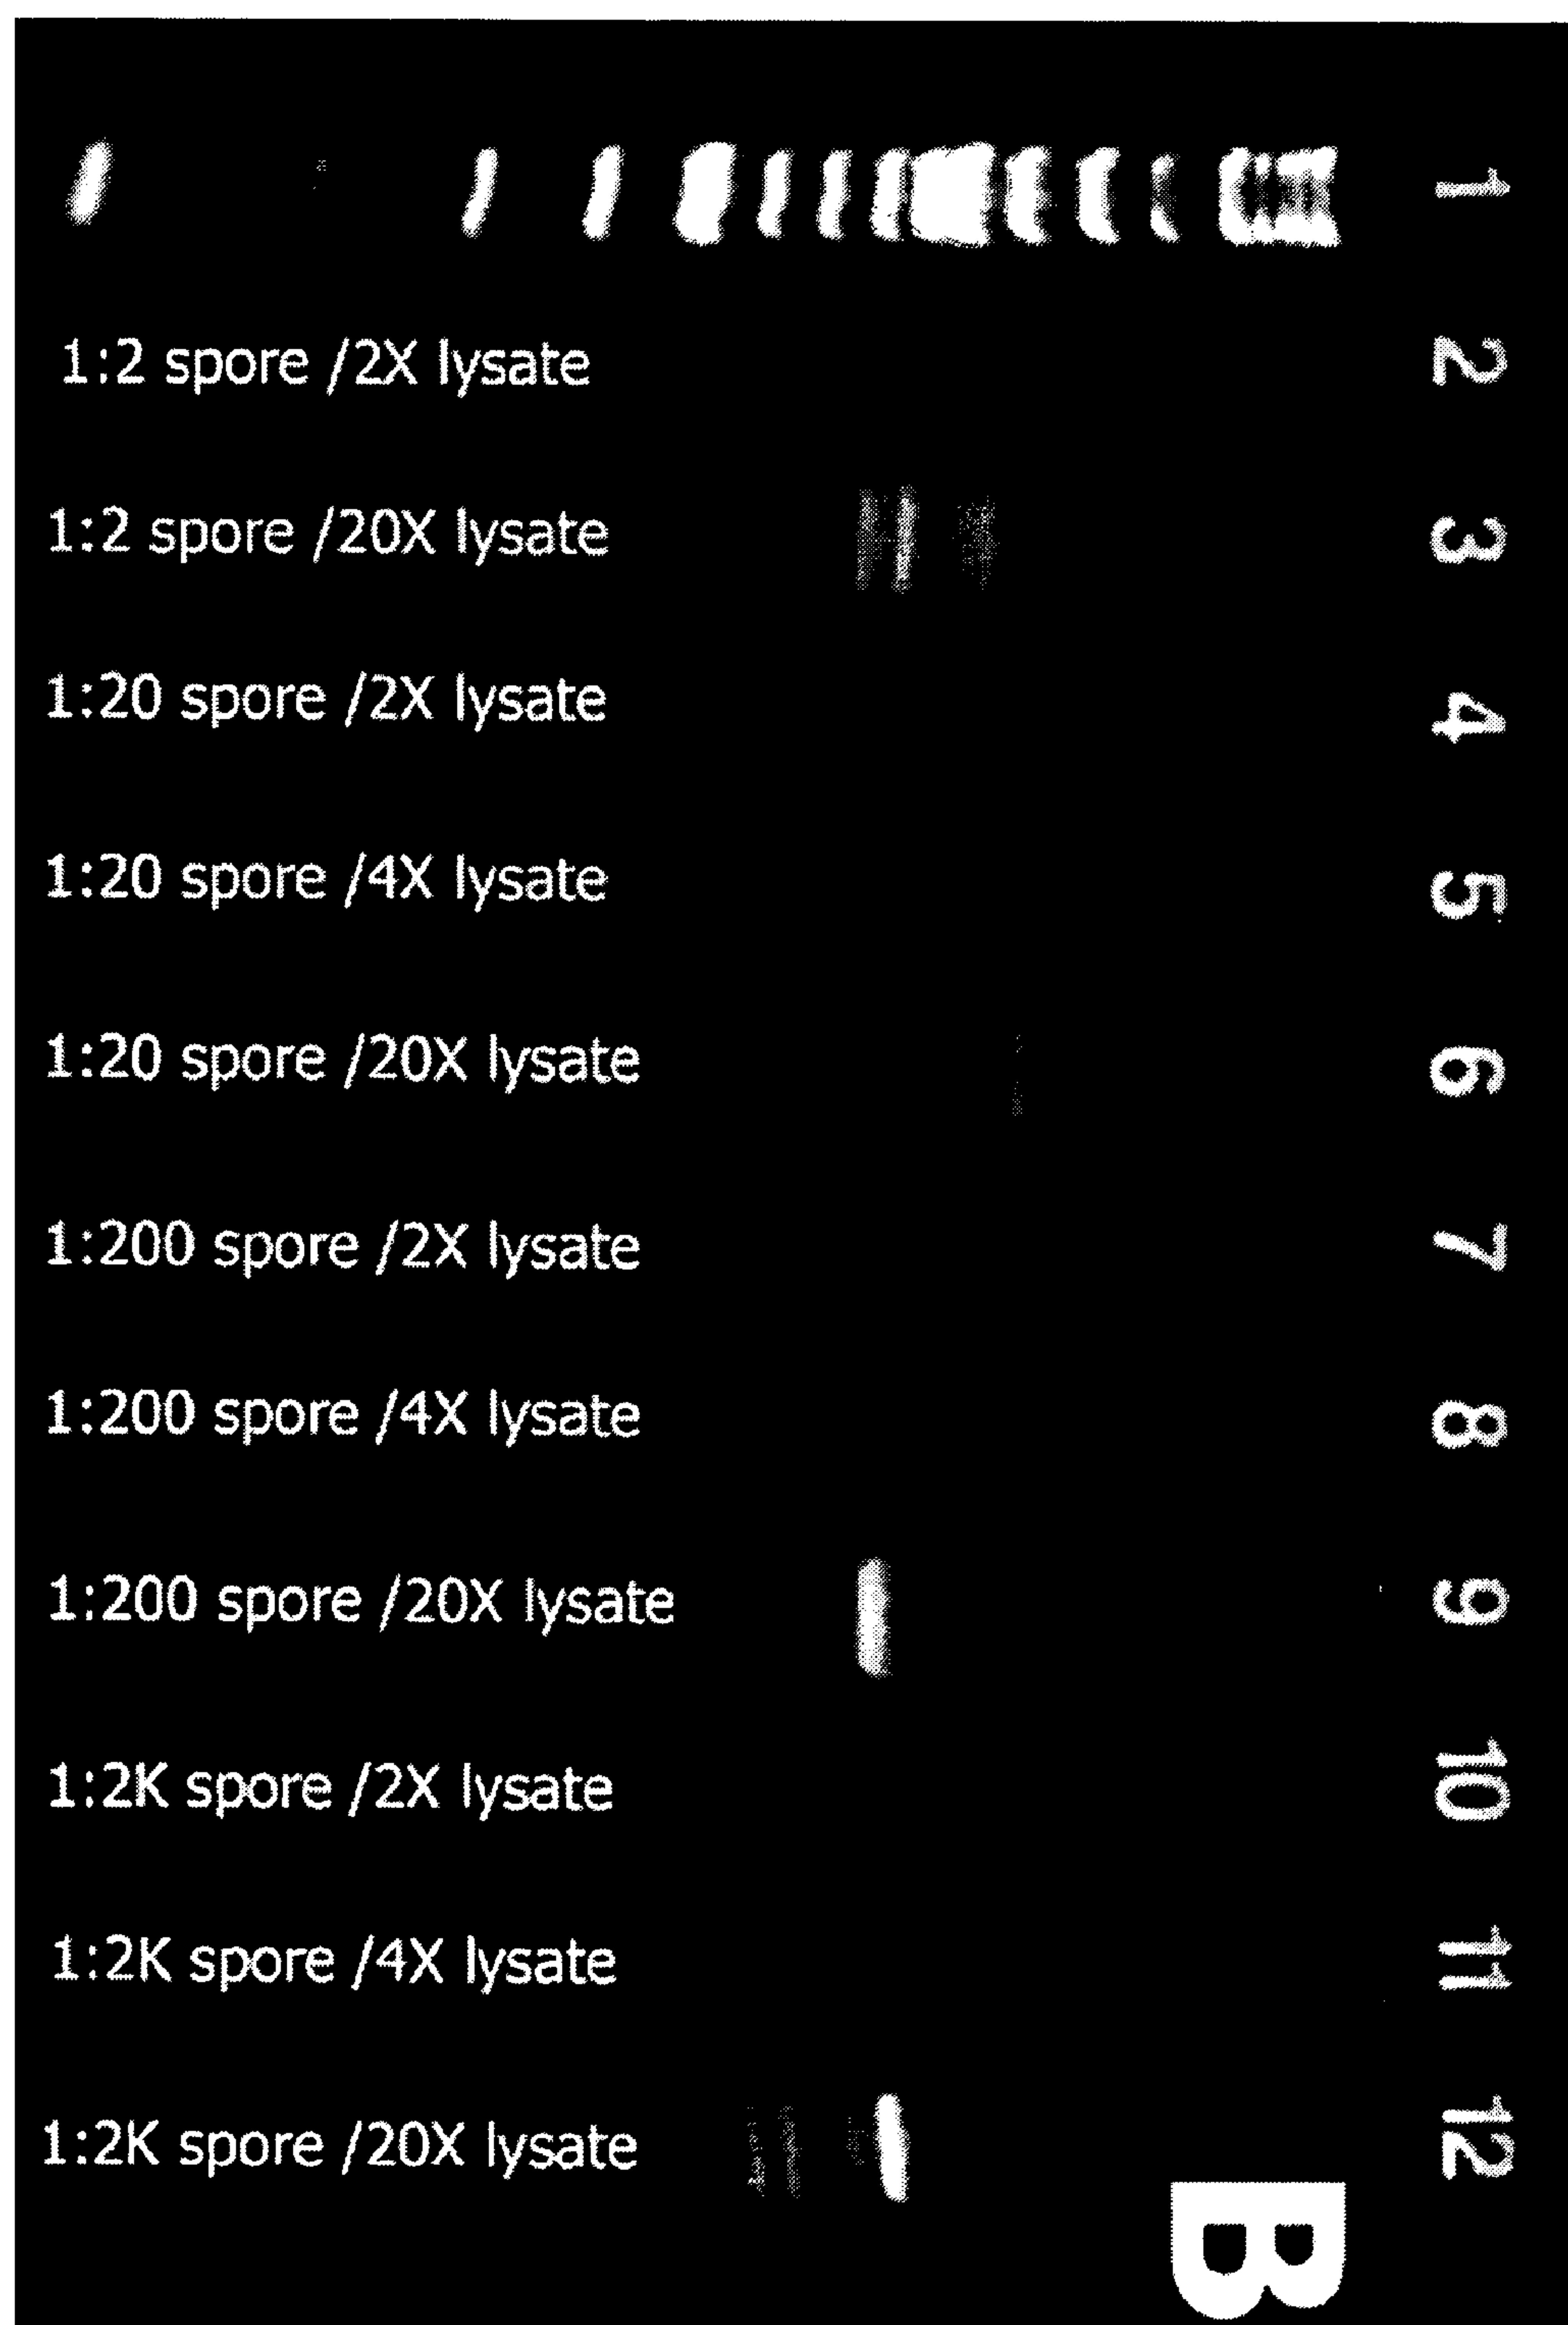 1
1:2 spore /2X lysate 2
1:2 spore /20X lysate 3
1:20 spore /2X lysate 4
1:20 spore /4X lysate 5
1:20 spore /20X lysate 6
1:200 spore /2X lysate 7
1:200 spore /4X lysate 8
1:200 spore /20X lysate 9
1:2K spore /2X lysate 10
1:2K spore /4X lysate 11
1:2K spore /20X lysate 12
B